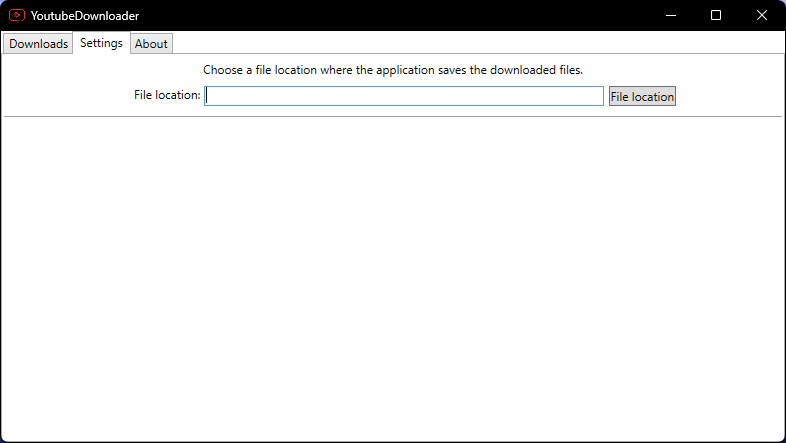 YoutubeDownloader
Downloads Settings About
Choose a file location where the application saves the downloaded files.
File location: File location